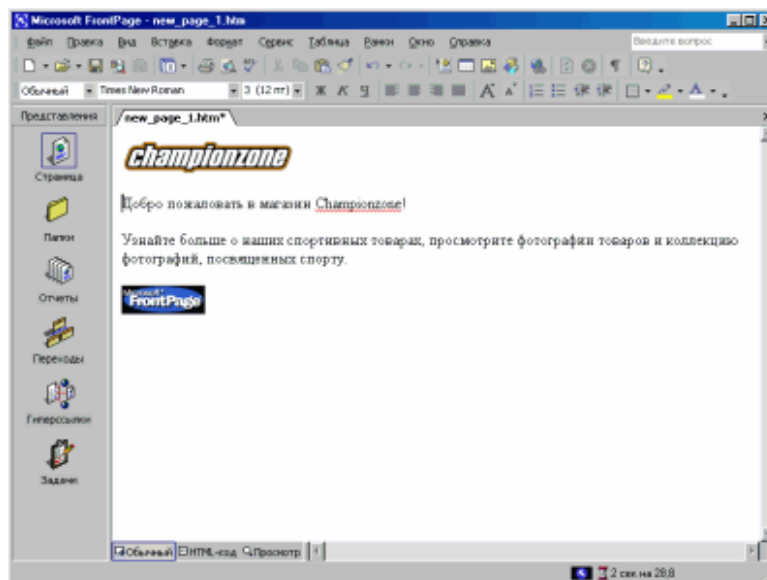 Microsoft FrontPage - new_page_1.htm
Файл Правка Вид Вставка Формат Сервис Таблица Рамки Окно Справка Введите вопрос
Обычный Times New Roman 3 (12 пт) Ж К Ч
Представления /new_page_1.htm*\
championzone
Страница
Добро пожаловать в магазин Championzone!
Папки
Узнайте больше о наших спортивных товарах, просмотрите фотографии товаров и коллекцию
фотографий, посвященных спорту.
Microsoft
FrontPage
Отчеты
Переходы
Гиперссылки
Задачи
Обычный HTML-код Просмотр
2 сек на 28,8